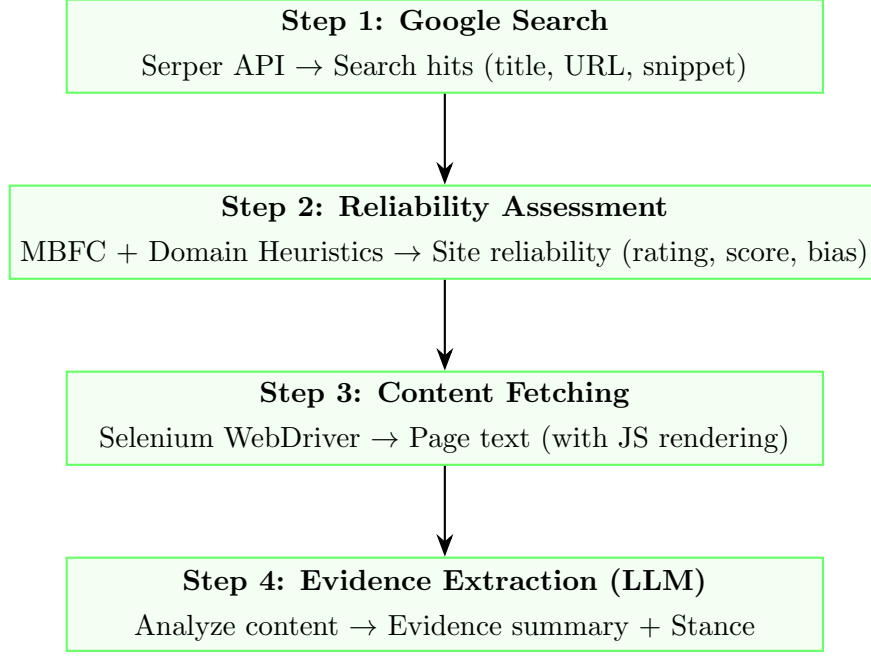 Step 1: Google Search
Serper API → Search hits (title, URL, snippet)
Step 2: Reliability Assessment
MBFC + Domain Heuristics → Site reliability (rating, score, bias)
Step 3: Content Fetching
Selenium WebDriver → Page text (with JS rendering)
Step 4: Evidence Extraction (LLM)
Analyze content → Evidence summary + Stance